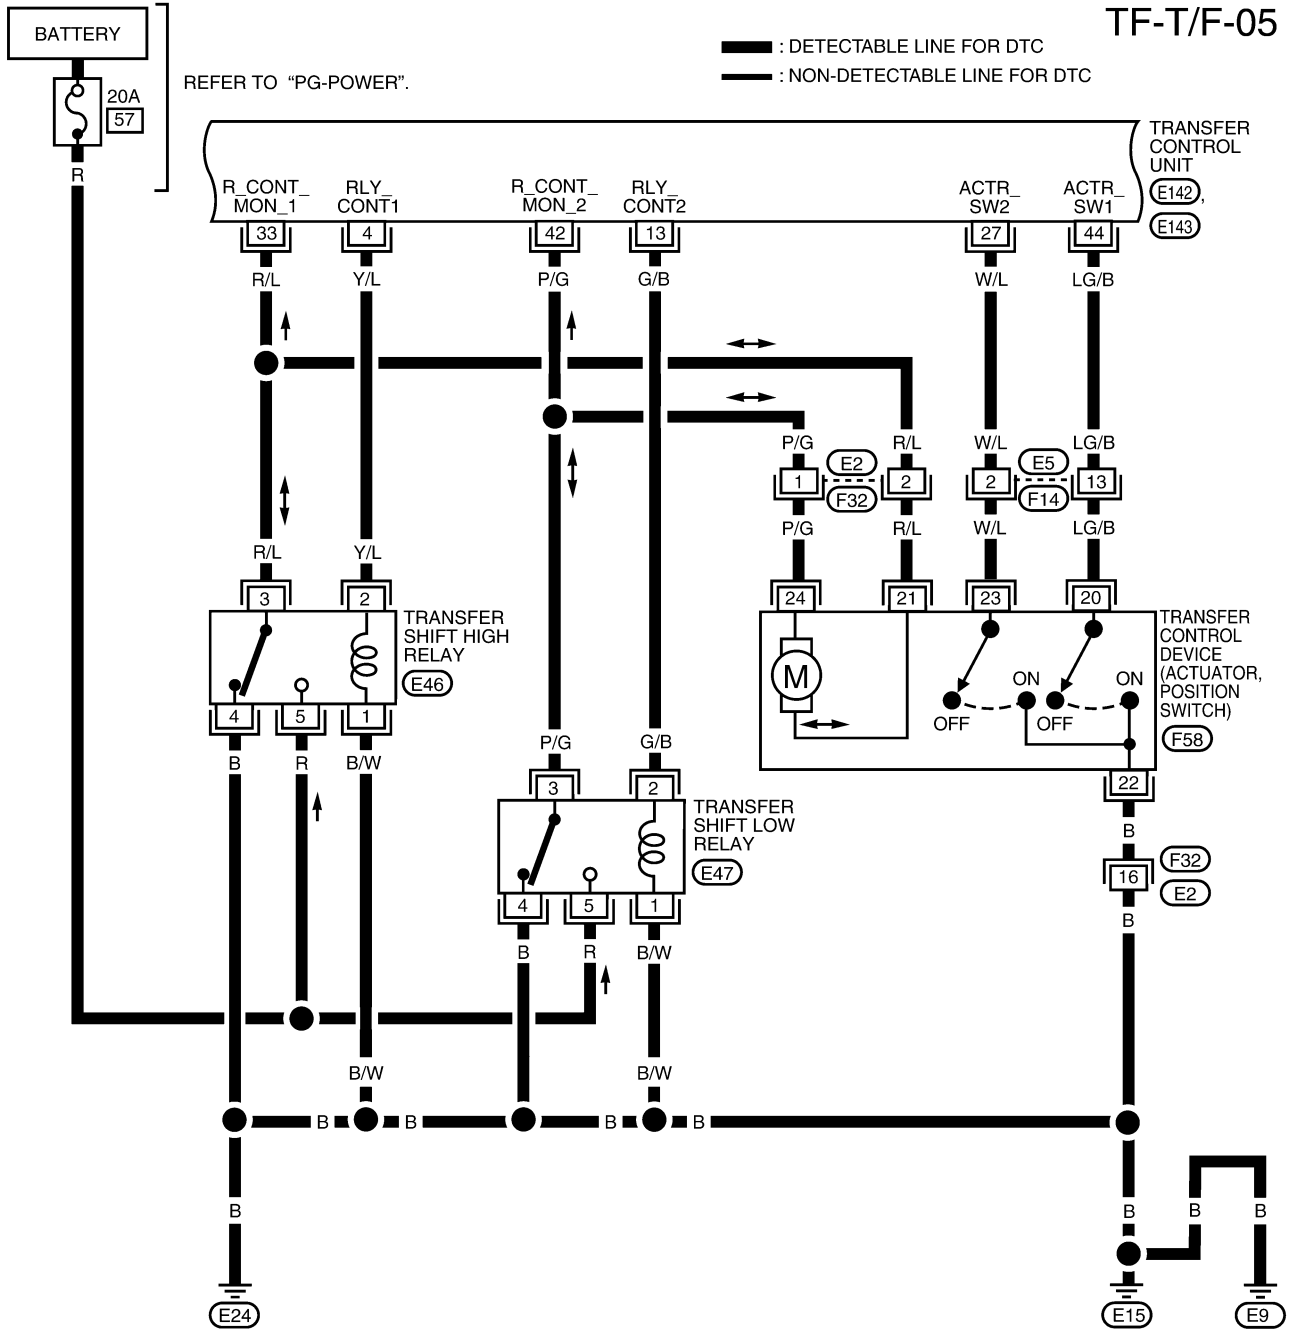 TF-T/F-05
BATTERY
: DETECTABLE LINE FOR DTC
: NON-DETECTABLE LINE FOR DTC
REFER TO “PG-POWER”.
20A
57
R
TRANSFER
CONTROL
UNIT
E142 ,
E143
R_CONT_
MON_1
RLY_
CONT1
R_CONT_
MON_2
RLY_
CONT2
ACTR_
SW2
ACTR_
SW1
33 4 42 13 27 44
R/L Y/L P/G G/B W/L LG/B
P/G R/L W/L LG/B
E2 E5
1 2 2 13
F32 F14
P/G R/L W/L LG/B
R/L Y/L
3 2 24 21 23 20
TRANSFER
SHIFT HIGH
RELAY
E46
TRANSFER
CONTROL
DEVICE
(ACTUATOR,
POSITION
SWITCH)
F58
M
ON ON
OFF OFF
4 5 1
P/G G/B
B R B/W
3 2 22
TRANSFER
SHIFT LOW
RELAY
E47
B
F32
16
E2
4 5 1
B R B/W B
B/W B/W
B B B B
B B B B
E24 E15 E9